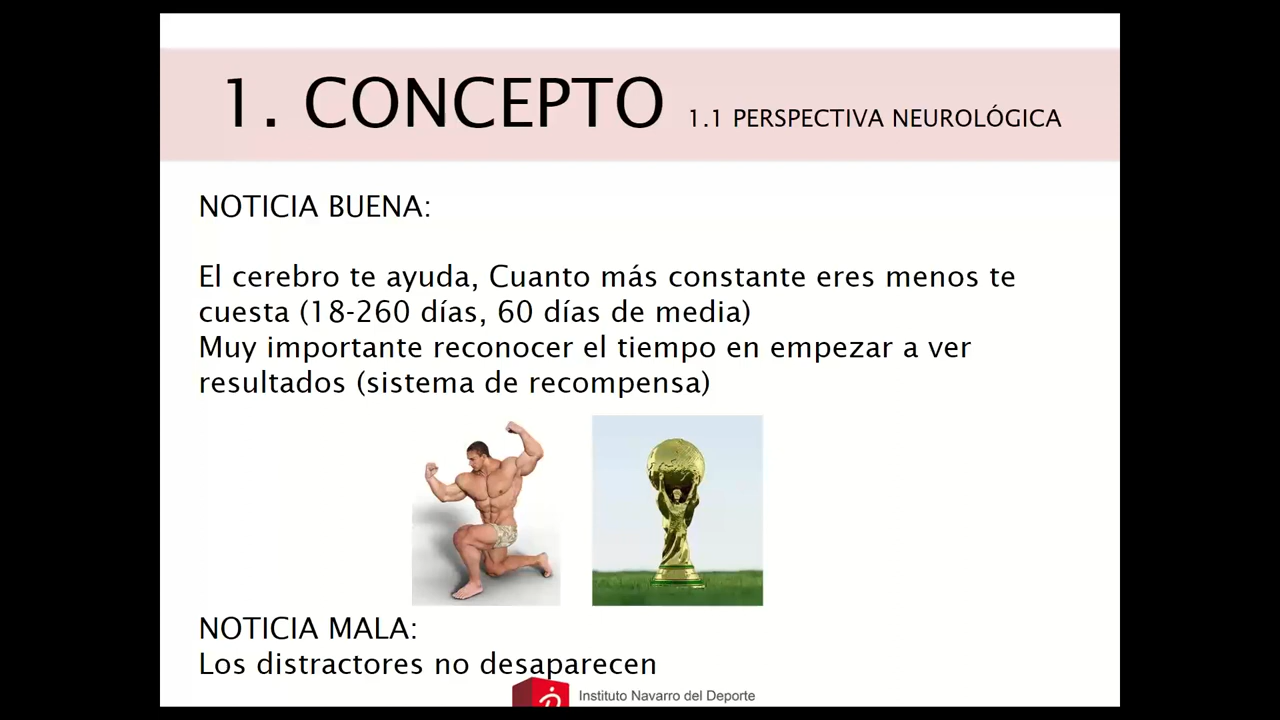 1. CONCEPTO 1.1 PERSPECTIVA NEUROLÓGICA
NOTICIA BUENA:
El cerebro te ayuda, Cuanto más constante eres menos te
cuesta (18-260 días, 60 días de media)
Muy importante reconocer el tiempo en empezar a ver
resultados (sistema de recompensa)
NOTICIA MALA:
Los distractores no desaparecen
Instituto Navarro del Deporte